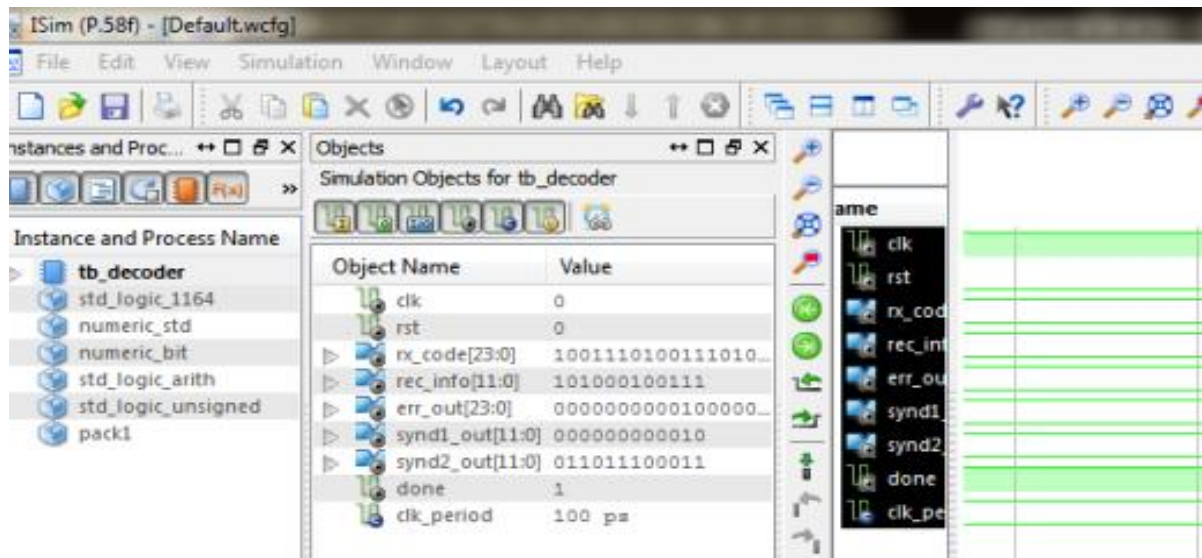 ISim (P.58f) - [Default.wcfg]
File Edit View Simulation Window Layout Help
nstances and Proc...
Objects
Simulation Objects for tb_decoder
F(x)
»
ame
Instance and Process Name
Object Name Value
tb_decoder
std_logic_1164
numeric_std
numeric_bit
std_logic_arith
std_logic_unsigned
pack1
clk 0
rst 0
rx_code[23:0] 1001110100111010...
rec_info[11:0] 101000100111
err_out[23:0] 0000000000100000...
synd1_out[11:0] 000000000010
synd2_out[11:0] 011011100011
done 1
clk_period 100 ps
clk
rst
rx_cod
rec_inf
err_ou
synd1_
synd2_
done
clk_pe